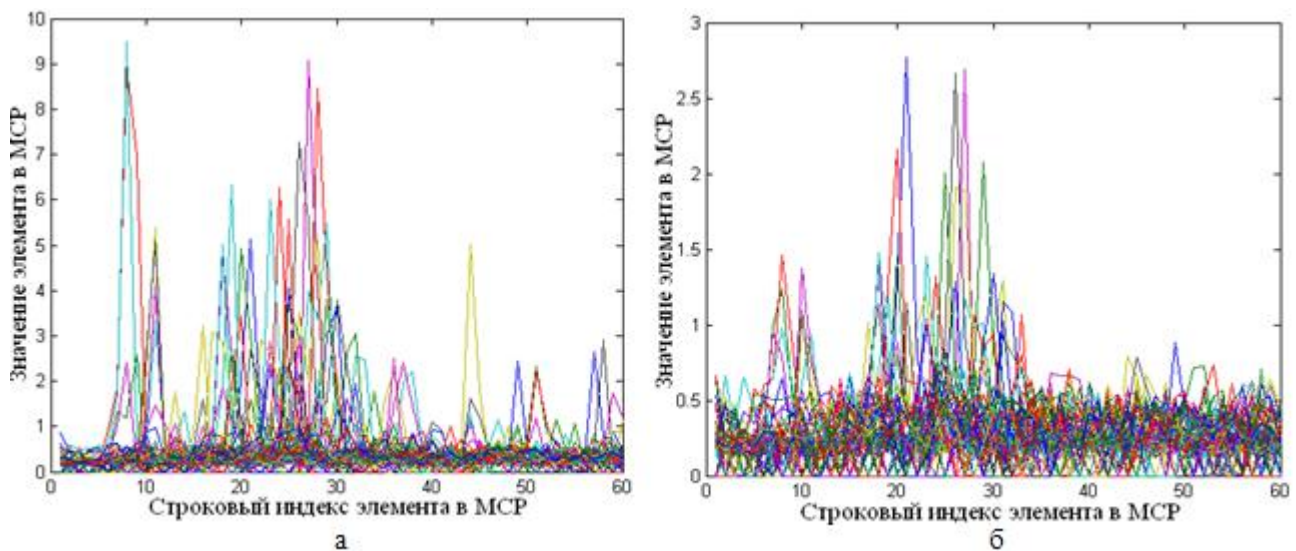 10
9
8
7
6
5
4
3
2
1
0
Значение элемента в МСР
0 10 20 30 40 50 60
Строковый индекс элемента в МСР
а
3
2.5
2
1.5
1
0.5
0
Значение элемента в МСР
0 10 20 30 40 50 60
Строковый индекс элемента в МСР
б